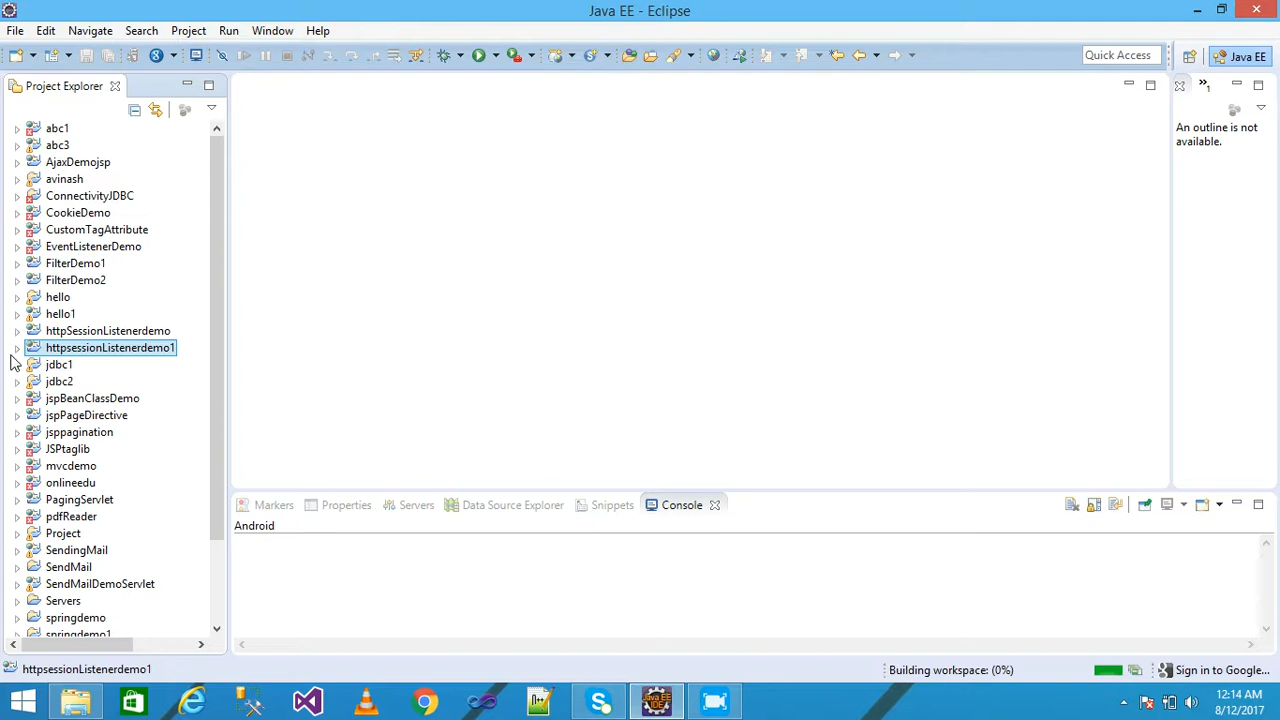 Java EE - Eclipse
File Edit Navigate Search Project Run Window Help
Quick Access
Java EE
Project Explorer
1
An outline is not available.
abc1
abc3
AjaxDemojsp
avinash
ConnectivityJDBC
CookieDemo
CustomTagAttribute
EventListenerDemo
FilterDemo1
FilterDemo2
hello
hello1
httpSessionListenerdemo
httpsessionListenerdemo1
jdbc1
jdbc2
jspBeanClassDemo
jspPageDirective
jsppagination
JSPtaglib
mvcdemo
onlineedu
PagingServlet
pdfReader
Project
SendingMail
SendMail
SendMailDemoServlet
Servers
springdemo
springdemo1
Markers Properties Servers Data Source Explorer Snippets Console
Android
httpsessionListenerdemo1
Building workspace: (0%)
Sign in to Google...
12:14 AM
8/12/2017